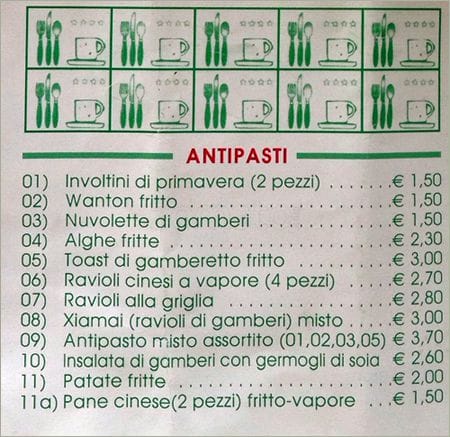 ANTIPASTI
01) Involtini di primavera (2 pezzi) ........€ 1,50
02) Wanton fritto ........................€ 1,50
03) Nuvolette di gamberi ................€ 1,50
04) Alghe fritte ..........................€ 2,30
05) Toast di gamberetto fritto ...........€ 3,00
06) Ravioli cinesi a vapore (4 pezzi) ......€ 2,70
07) Ravioli alla griglia ...................€ 2,80
08) Xiamai (ravioli di gamberi) misto ....€ 3,00
09) Antipasto misto assortito (01,02,03,05) € 3,70
10) Insalata di gamberi con germogli di soia € 2,60
11) Patate fritte ........................€ 2,00
11a) Pane cinese(2 pezzi) fritto-vapore ...€ 1,50